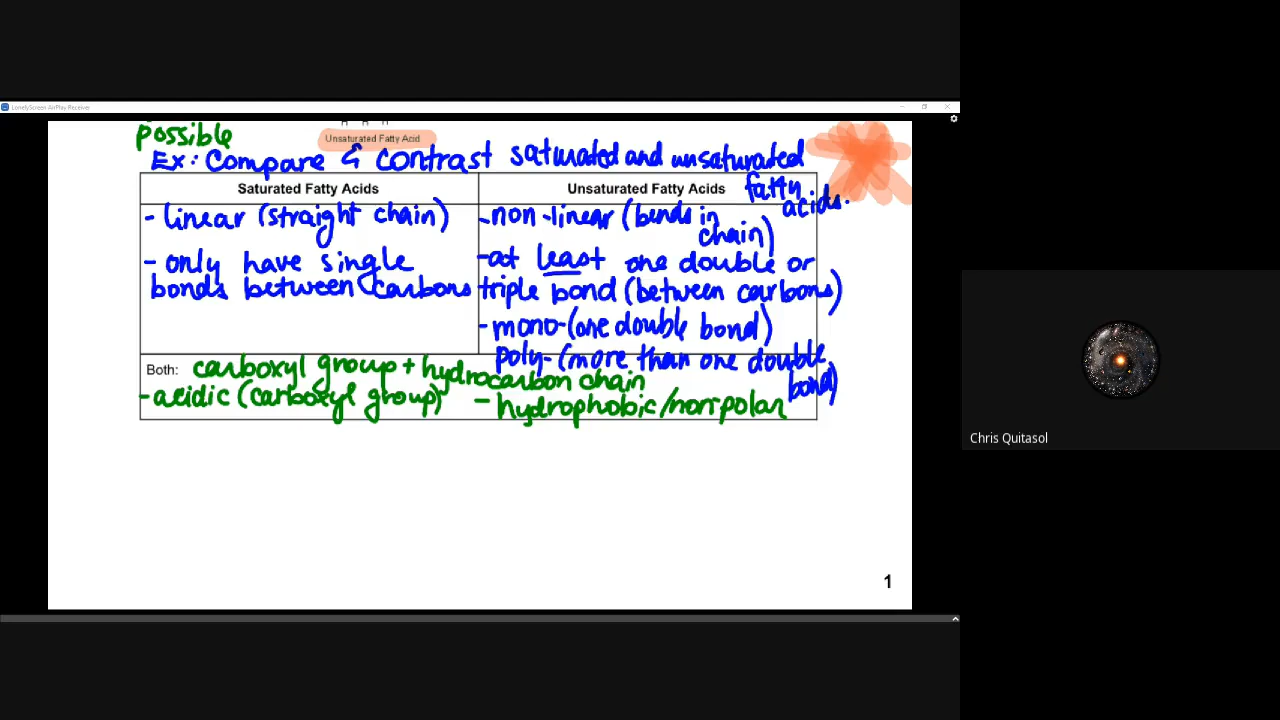 LonelyScreen AirPlay Receiver
possible
Unsaturated Fatty Acid
Ex: Compare & contrast saturated and unsaturated fatty acids.
Saturated Fatty Acids
- linear (straight chain)
- only have single
bonds between carbons
Unsaturated Fatty Acids
- non-linear (bends in
chain)
- at least one double or
triple bond (between carbons)
- mono-(one double bond)
poly-(more than one double
bond)
Both: carboxyl group + hydrocarbon chain
- acidic (carboxyl group) - hydrophobic/nonpolar
1
Chris Quitasol